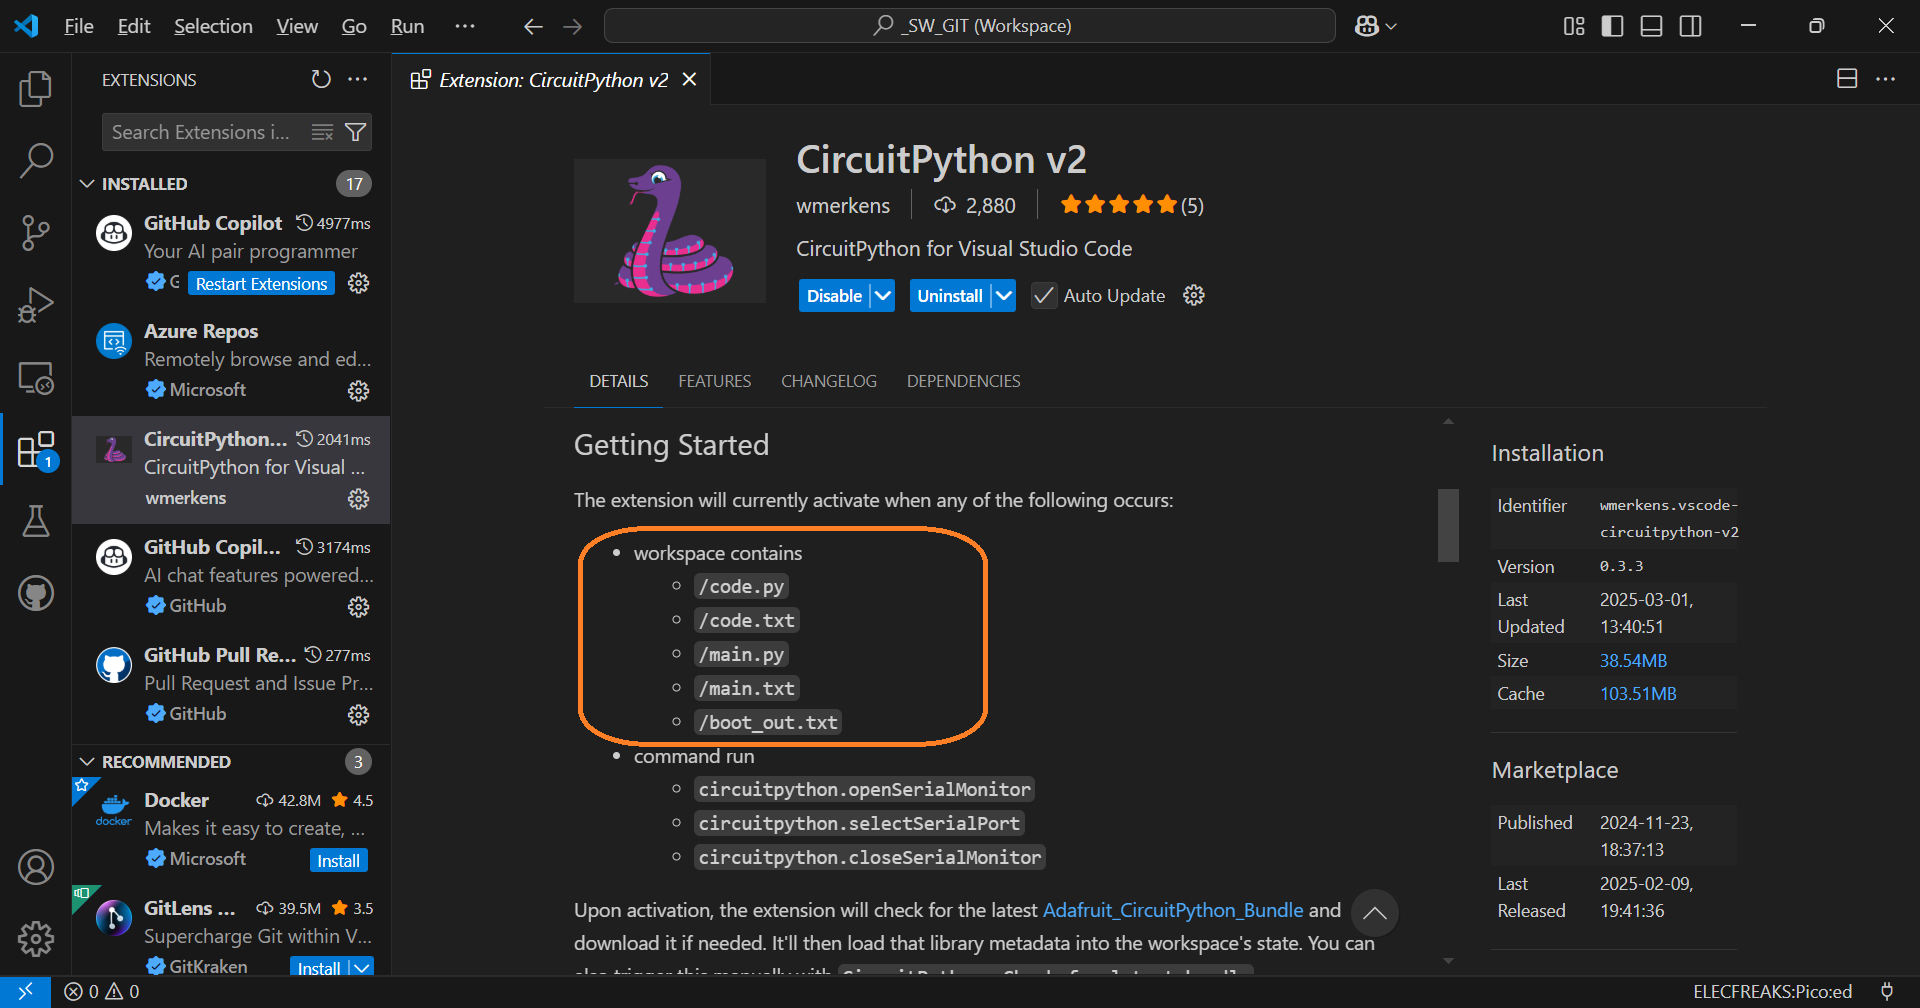 File Edit Selection View Go Run ···
_SW_GIT (Workspace)
EXTENSIONS
Extension: CircuitPython v2
Search Extensions i...
INSTALLED 17
GitHub Copilot 4977ms
Your AI pair programmer
G Restart Extensions
Azure Repos
Remotely browse and ed...
Microsoft
CircuitPython... 2041ms
CircuitPython for Visual ...
wmerkens
1
GitHub Copil... 3174ms
AI chat features powered...
GitHub
GitHub Pull Re... 277ms
Pull Request and Issue Pr...
GitHub
RECOMMENDED 3
Docker 42.8M 4.5
docker
Makes it easy to create, ...
Microsoft Install
GitLens ... 39.5M 3.5
Supercharge Git within V...
GitKraken Install
CircuitPython v2
wmerkens 2,880 (5)
CircuitPython for Visual Studio Code
Disable Uninstall Auto Update
DETAILS FEATURES CHANGELOG DEPENDENCIES
Getting Started
The extension will currently activate when any of the following occurs:
• workspace contains
/code.py
/code.txt
/main.py
/main.txt
/boot_out.txt
• command run
circuitpython.openSerialMonitor
circuitpython.selectSerialPort
circuitpython.closeSerialMonitor
Upon activation, the extension will check for the latest Adafruit_CircuitPython_Bundle and
download it if needed. It'll then load that library metadata into the workspace's state. You can
Installation
Identifier wmerkens.vscode-
circuitpython-v2
Version 0.3.3
Last 2025-03-01,
Updated 13:40:51
Size 38.54MB
Cache 103.51MB
Marketplace
Published 2024-11-23,
18:37:13
Last 2025-02-09,
Released 19:41:36
0 0
ELECFREAKS:Pico:ed